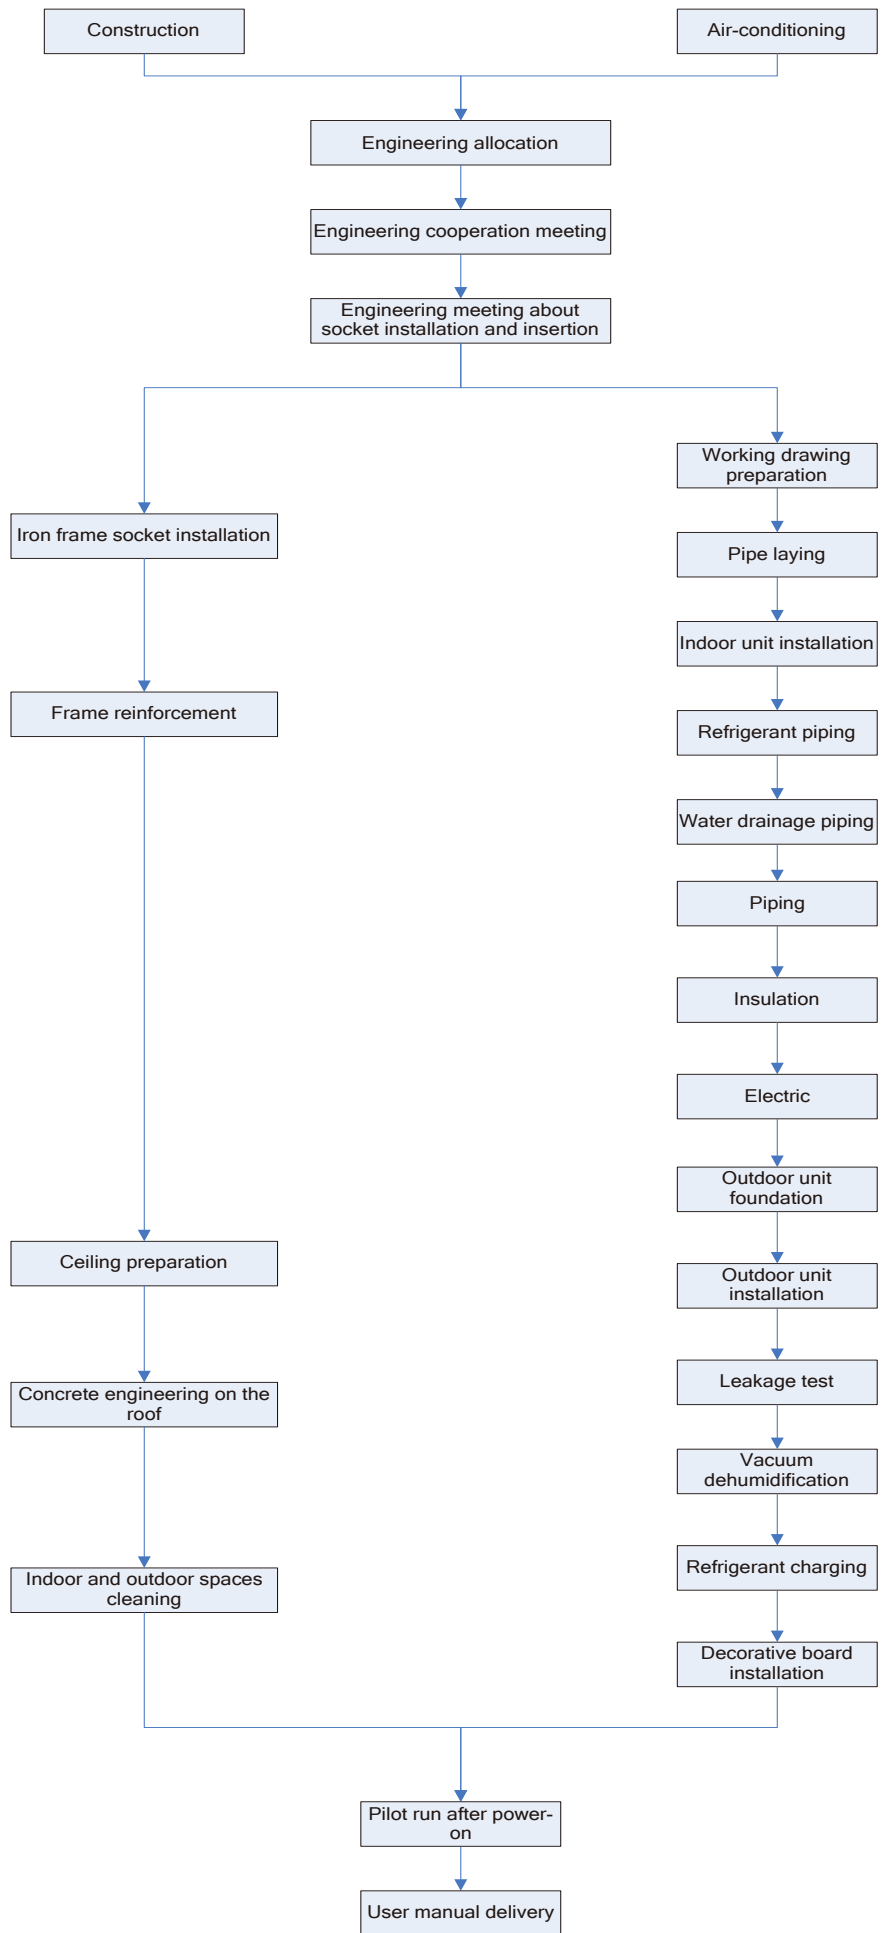 Construction
Air-conditioning
Engineering allocation
Engineering cooperation meeting
Engineering meeting about
socket installation and insertion
Iron frame socket installation
Frame reinforcement
Ceiling preparation
Concrete engineering on the
roof
Indoor and outdoor spaces
cleaning
Working drawing
preparation
Pipe laying
Indoor unit installation
Refrigerant piping
Water drainage piping
Piping
Insulation
Electric
Outdoor unit
foundation
Outdoor unit
installation
Leakage test
Vacuum
dehumidification
Refrigerant charging
Decorative board
installation
Pilot run after power-
on
User manual delivery